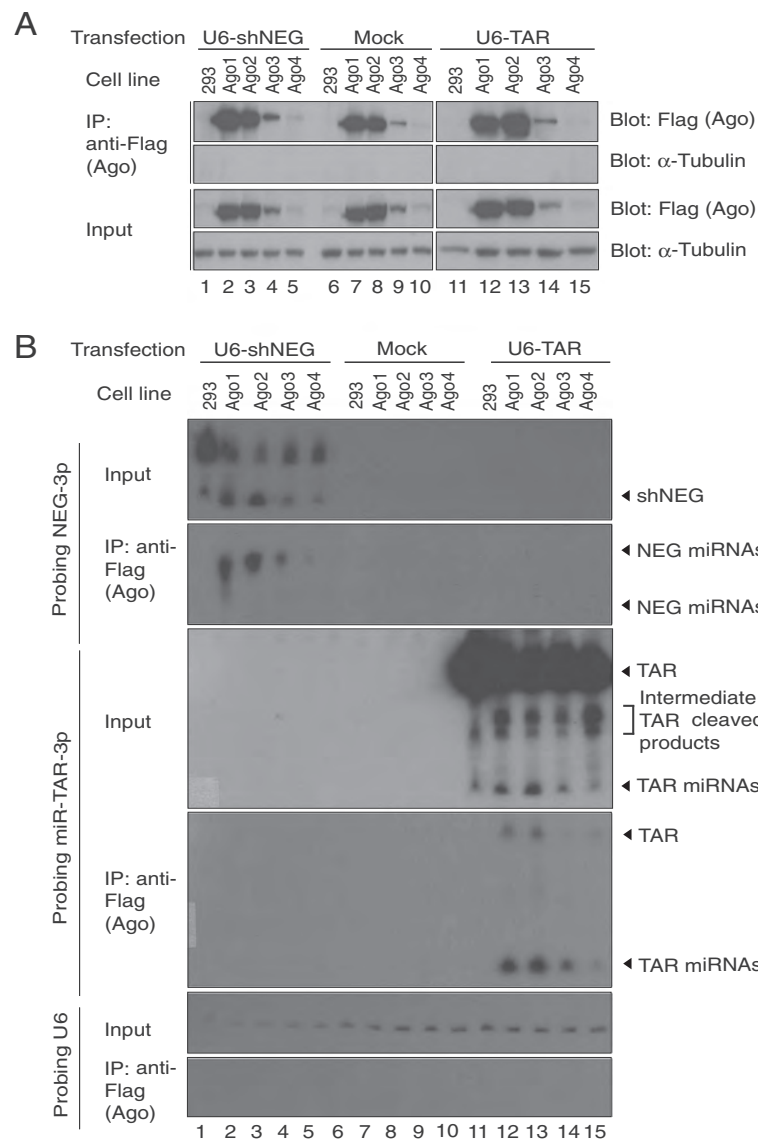 A
Transfection U6-shNEG Mock U6-TAR
Cell line 293 Ago1 Ago2 Ago3 Ago4 293 Ago1 Ago2 Ago3 Ago4 293 Ago1 Ago2 Ago3 Ago4
IP: anti-Flag (Ago)
Blot: Flag (Ago)
Blot: α-Tubulin
Input
Blot: Flag (Ago)
Blot: α-Tubulin
1 2 3 4 5 6 7 8 9 10 11 12 13 14 15
B
Transfection U6-shNEG Mock U6-TAR
Cell line 293 Ago1 Ago2 Ago3 Ago4 293 Ago1 Ago2 Ago3 Ago4 293 Ago1 Ago2 Ago3 Ago4
Probing NEG-3p
Input
shNEG
IP: anti-
Flag
(Ago)
NEG miRNAs
NEG miRNAs
Probing miR-TAR-3p
Input
TAR
Intermediate
TAR cleaved
products
TAR miRNAs
IP: anti-
Flag
(Ago)
TAR
TAR miRNAs
Probing U6
Input
IP: anti-
Flag
(Ago)
1 2 3 4 5 6 7 8 9 10 11 12 13 14 15